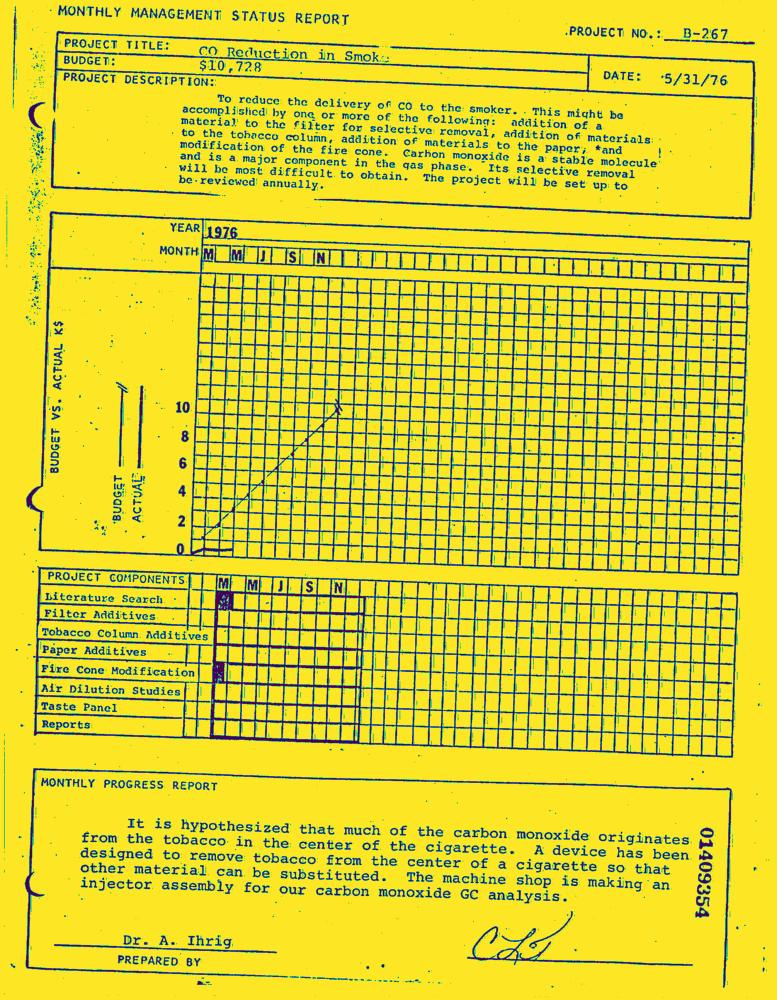 MONTHLY MANAGEMENT STATUS REPORT
PROJECT NO.: B-267
PROJECT TITLE: CO Reduction in Smoke
BUDGET: $10,728
DATE: 5/31/76
PROJECT DESCRIPTION:
To reduce the delivery of CO to the smoker. This might be
accomplished by one or more of the following: addition of a
material to the filter for selective removal, addition of materials
to the tobacco column, addition of materials to the paper, *and
modification of the fire cone. Carbon monoxide is a stable molecule
and is a major component in the gas phase. Its selective removal
will be most difficult to obtain. The project will be set up to
be reviewed annually.
YEAR 1976
MONTH M M J S N
BUDGET VS. ACTUAL K$
BUDGET
ACTUAL
10
8
6
4
2
0
PROJECT COMPONENTS M M J S N
Literature Search
Filter Additives
Tobacco Column Additives
Paper Additives
Fire Cone Modification
Air Dilution Studies
Taste Panel
Reports
MONTHLY PROGRESS REPORT
It is hypothesized that much of the carbon monoxide originates
from the tobacco in the center of the cigarette. A device has been
designed to remove tobacco from the center of a cigarette so that
other material can be substituted. The machine shop is making an
injector assembly for our carbon monoxide GC analysis.
01409354
Dr. A. Ihrig
PREPARED BY